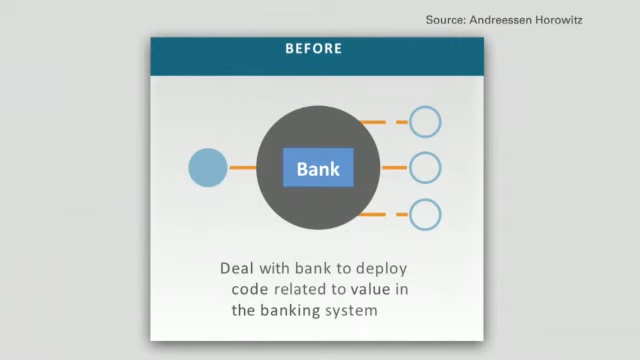 Source: Andreessen Horowitz
BEFORE
Bank
Deal with bank to deploy
code related to value in
the banking system